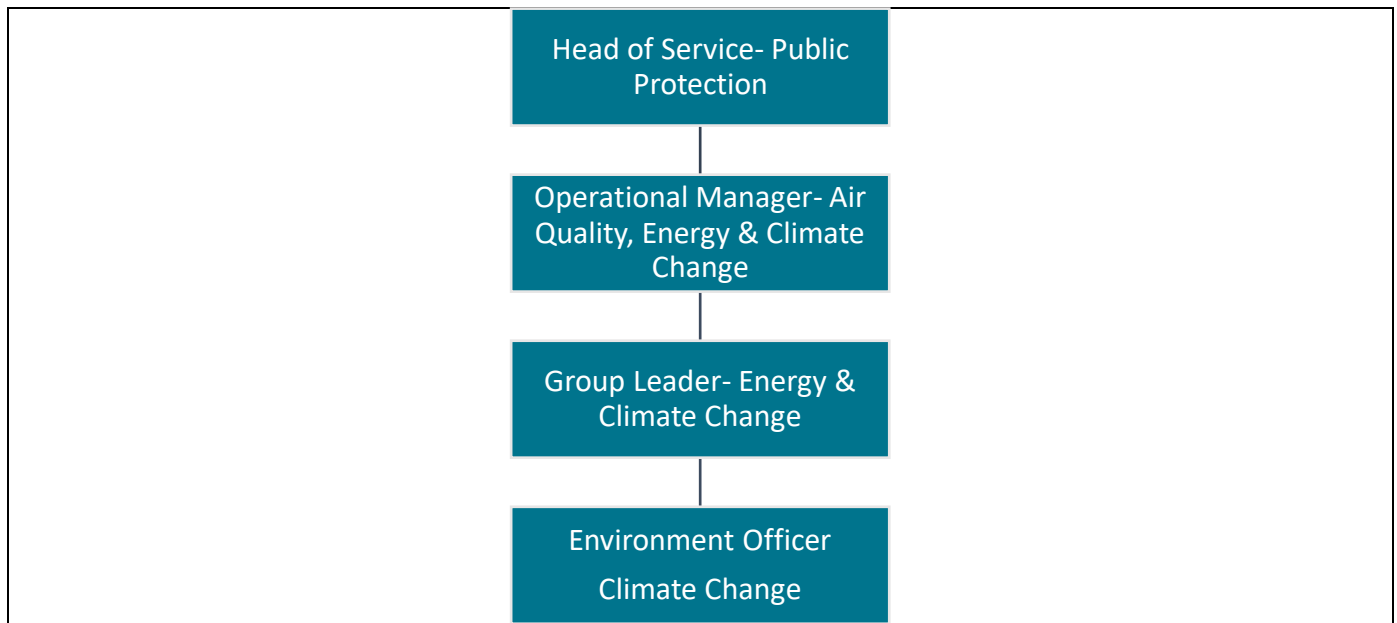 Head of Service- Public
Protection
Operational Manager- Air
Quality, Energy & Climate
Change
Group Leader- Energy &
Climate Change
Environment Officer
Climate Change